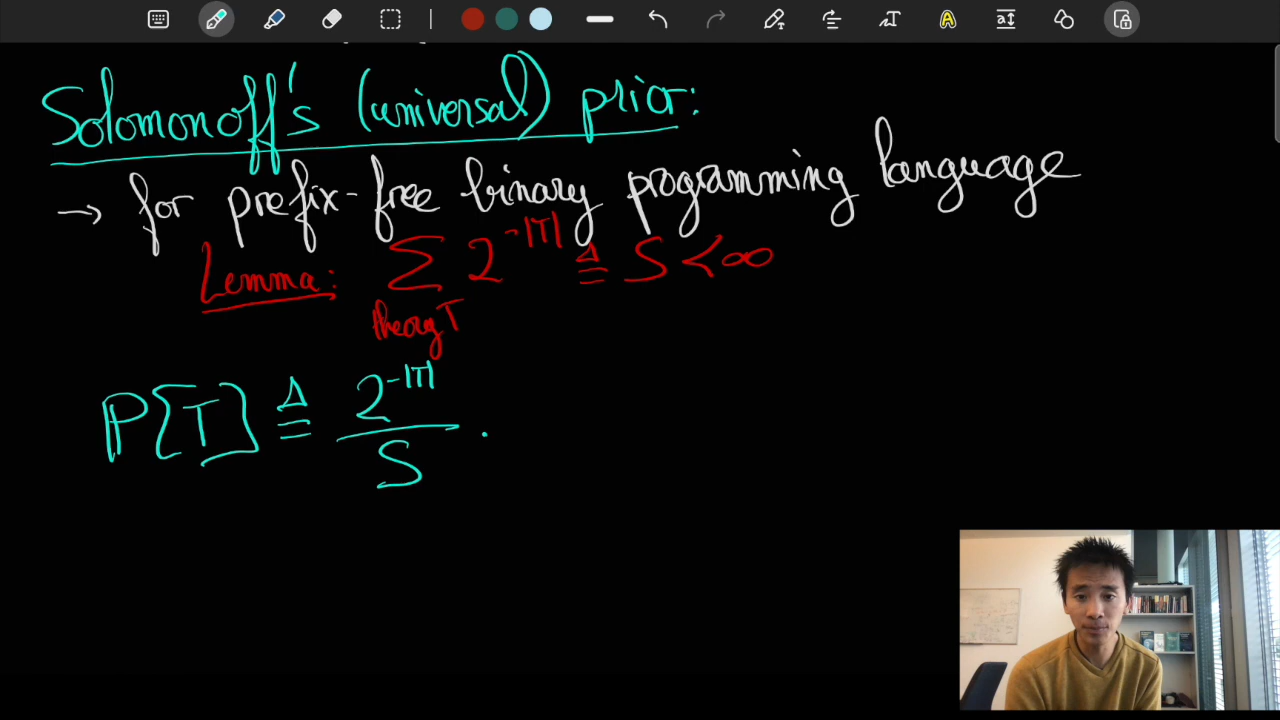 Solomonoff's (universal) prior:
→ for prefix-free binary programming language
Lemma: ∑ 2^-|T| ≜ S < ∞
theory T
P[T] ≜ 2^-|T| / S .